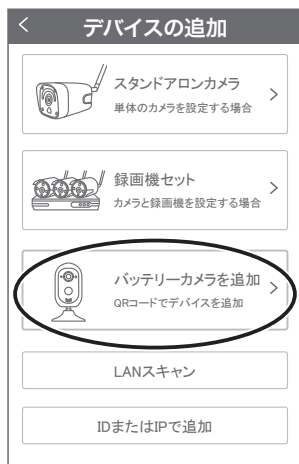 デバイスの追加
スタンドアロンカメラ
単体のカメラを設定する場合
録画機セット
カメラと録画機を設定する場合
バッテリーカメラを追加
QRコードでデバイスを追加
LANスキャン
IDまたはIPで追加